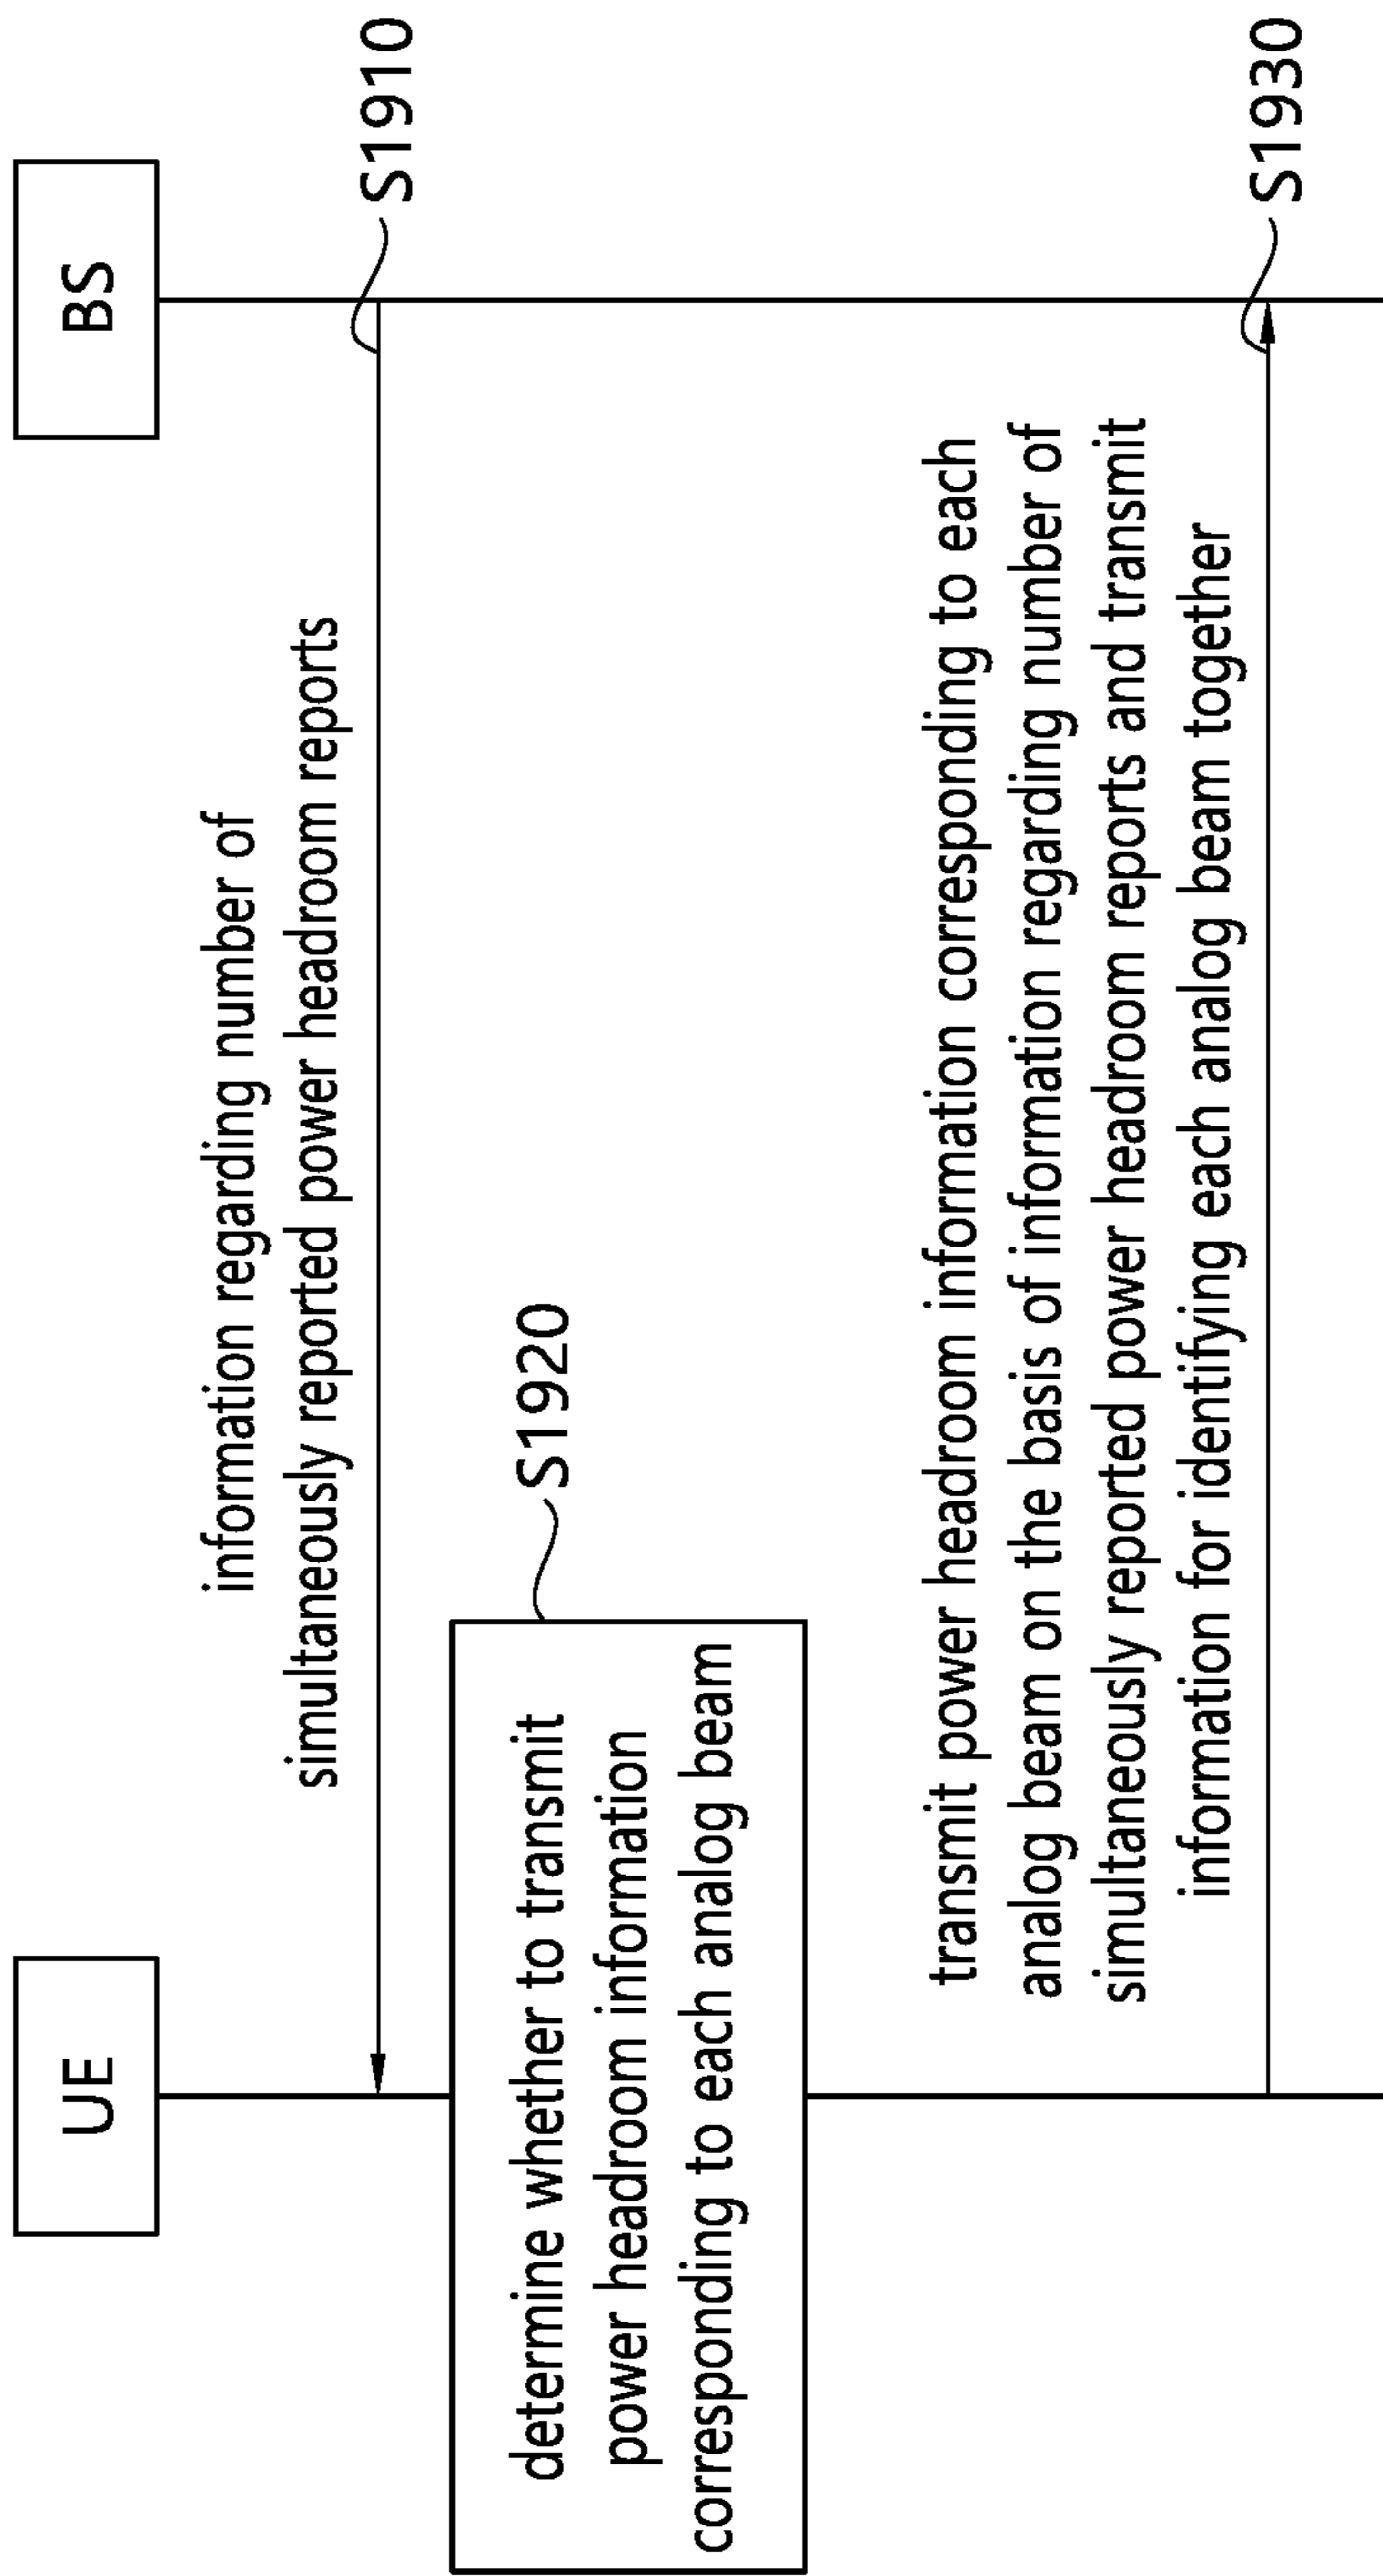 UE
BS
information regarding number of
simultaneously reported power headroom reports
S1910
determine whether to transmit
power headroom information
corresponding to each analog beam
S1920
transmit power headroom information corresponding to each
analog beam on the basis of information regarding number of
simultaneously reported power headroom reports and transmit
information for identifying each analog beam together
S1930